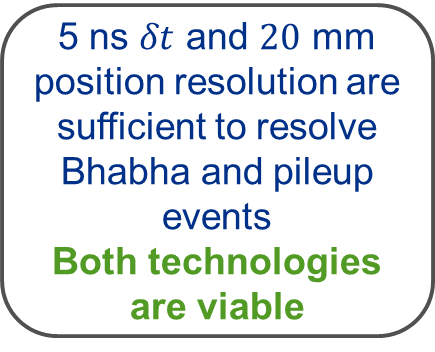 5 ns 𝛿𝑡 and 20 mm
position resolution are
sufficient to resolve
Bhabha and pileup
events
Both technologies
are viable